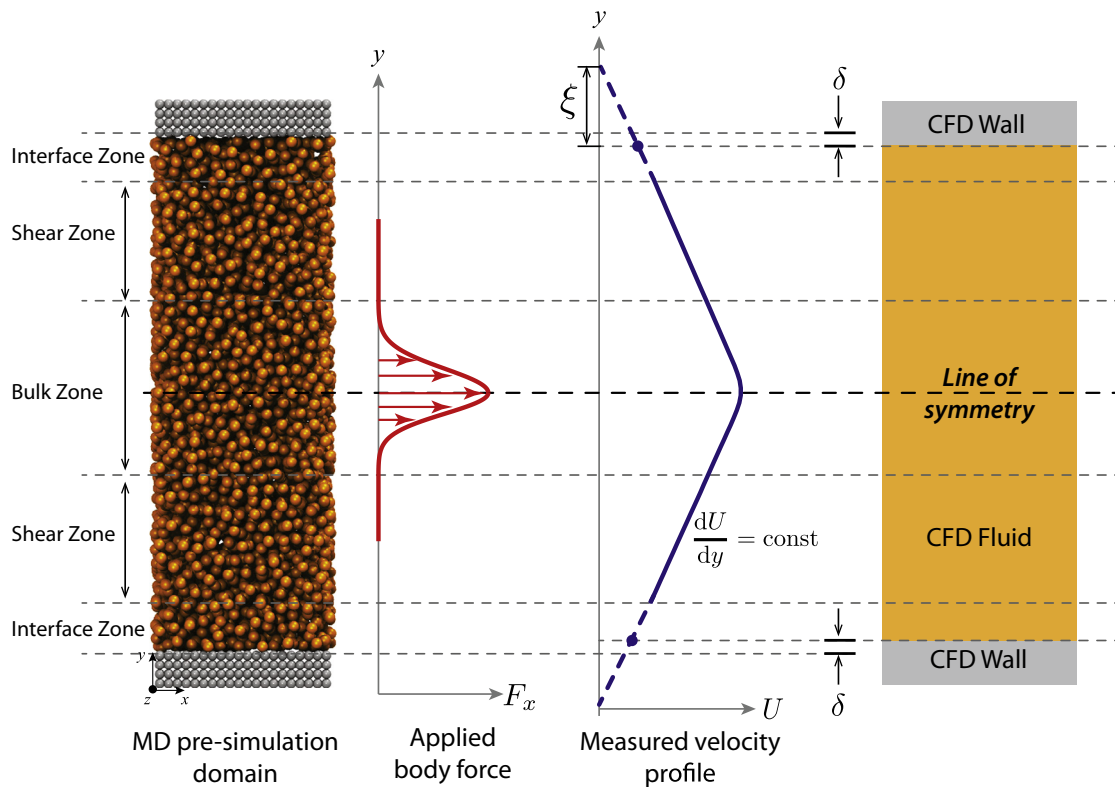 y
y
δ
ξ
CFD Wall
Interface Zone
Shear Zone
Bulk Zone
Line of
symmetry
Shear Zone
dU
dy
= const
CFD Fluid
Interface Zone
CFD Wall
y
z
x
F_x
U
δ
MD pre-simulation
domain
Applied
body force
Measured velocity
profile